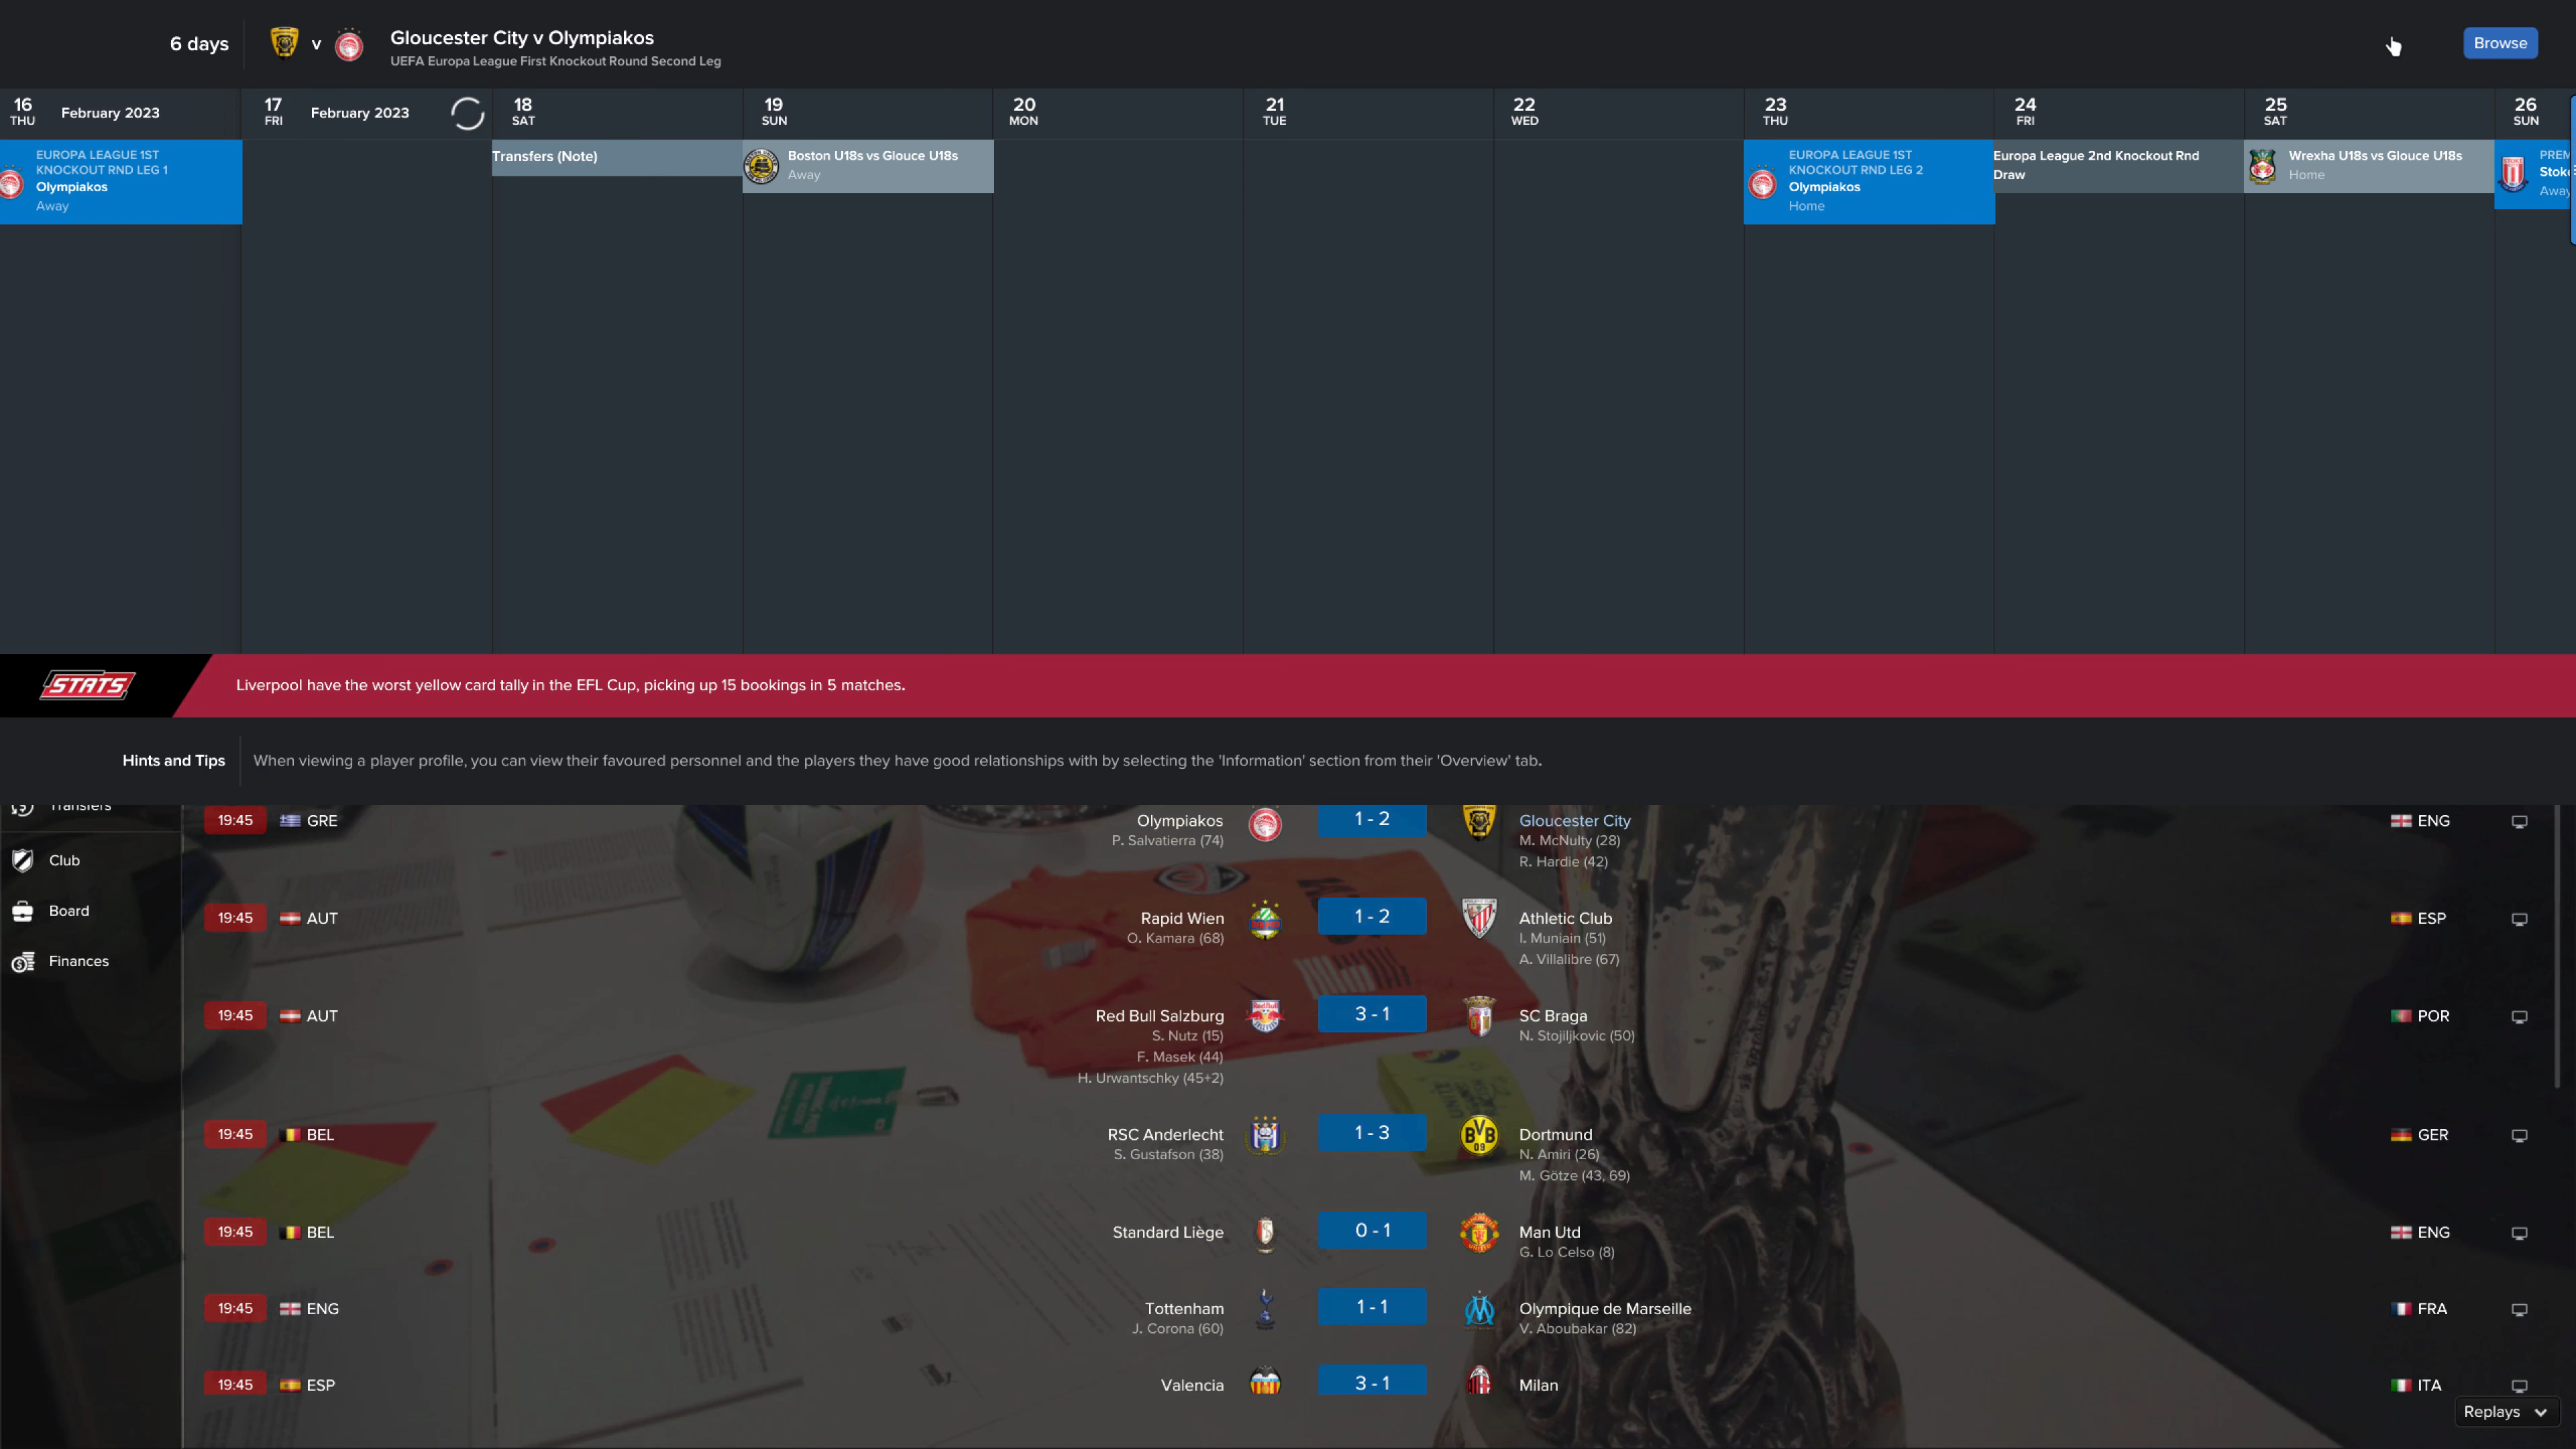 6 days
v
Gloucester City v Olympiakos
UEFA Europa League First Knockout Round Second Leg
Browse
16 THU February 2023
17 FRI February 2023
18 SAT
19 SUN
20 MON
21 TUE
22 WED
23 THU
24 FRI
25 SAT
26 SUN
EUROPA LEAGUE 1ST
KNOCKOUT RND LEG 1
Olympiakos
Away
Transfers (Note)
Boston U18s vs Glouce U18s
Away
EUROPA LEAGUE 1ST
KNOCKOUT RND LEG 2
Olympiakos
Home
Europa League 2nd Knockout Rnd
Draw
Wrexha U18s vs Glouce U18s
Home
PREM
Stok
Away
STATS
Liverpool have the worst yellow card tally in the EFL Cup, picking up 15 bookings in 5 matches.
Hints and Tips
When viewing a player profile, you can view their favoured personnel and the players they have good relationships with by selecting the 'Information' section from their 'Overview' tab.
Transfers
Club
Board
Finances
19:45 GRE Olympiakos 1 - 2 Gloucester City ENG
P. Salvatierra (74) M. McNulty (28)
R. Hardie (42)
19:45 AUT Rapid Wien 1 - 2 Athletic Club ESP
O. Kamara (68) I. Muniain (51)
A. Villalibre (67)
19:45 AUT Red Bull Salzburg 3 - 1 SC Braga POR
S. Nutz (15) N. Stojiljkovic (50)
F. Masek (44)
H. Urwantschky (45+2)
19:45 BEL RSC Anderlecht 1 - 3 Dortmund GER
S. Gustafson (38) N. Amiri (26)
M. Götze (43, 69)
19:45 BEL Standard Liège 0 - 1 Man Utd ENG
G. Lo Celso (8)
19:45 ENG Tottenham 1 - 1 Olympique de Marseille FRA
J. Corona (60) V. Aboubakar (82)
19:45 ESP Valencia 3 - 1 Milan ITA
Replays